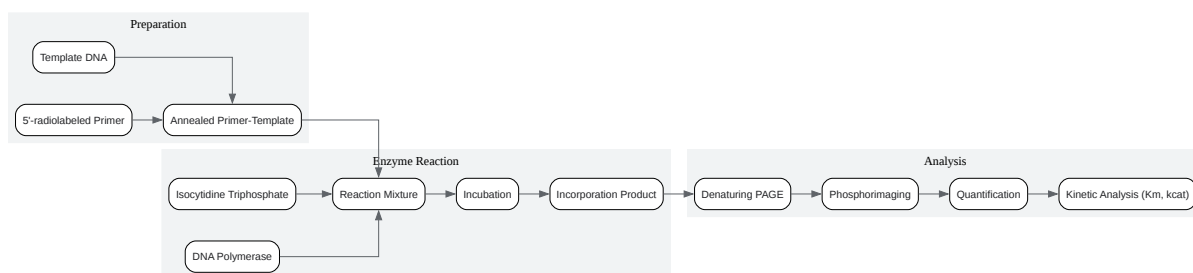 Preparation
Template DNA
5'-radiolabeled Primer
Annealed Primer-Template
Enzyme Reaction
Isocytidine Triphosphate
Reaction Mixture
Incubation
Incorporation Product
DNA Polymerase
Analysis
Denaturing PAGE
Phosphorimaging
Quantification
Kinetic Analysis (Km, kcat)